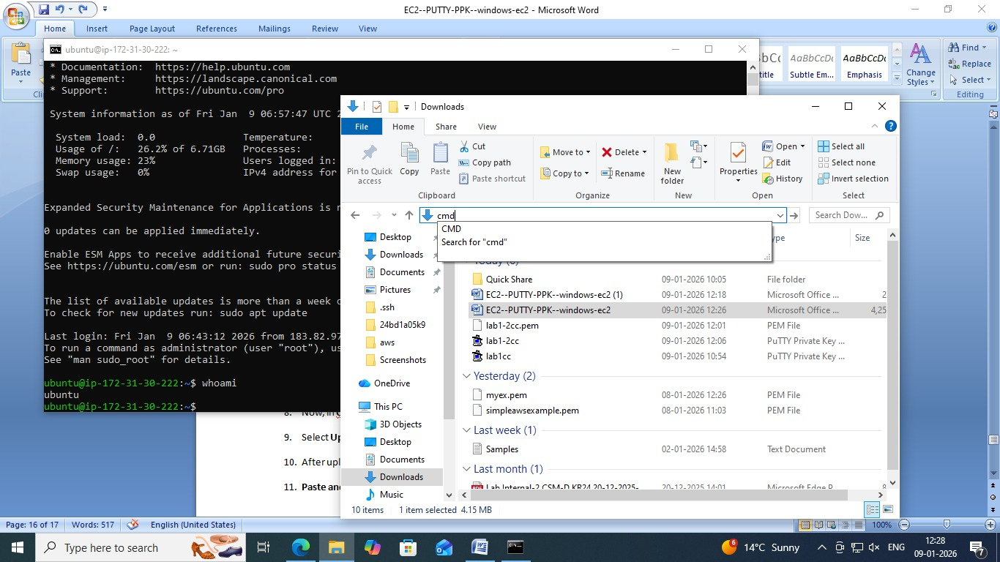 EC2--PUTTY-PPK--windows-ec2 - Microsoft Word
Home Insert Page Layout References Mailings Review View
Paste
Subtle Em... Emphasis
Change Styles
Find
Replace
Select
Editing
ubuntu@ip-172-31-30-222: ~
* Documentation:  https://help.ubuntu.com
* Management:     https://landscape.canonical.com
* Support:        https://ubuntu.com/pro
System information as of Fri Jan  9 06:57:47 UTC 2
System load:  0.0 Temperature:
Usage of /:   26.2% of 6.71GB Processes:
Memory usage: 23% Users logged in:
Swap usage:   0% IPv4 address for
Expanded Security Maintenance for Applications is
0 updates can be applied immediately.
Enable ESM Apps to receive additional future
See https://ubuntu.com/esm or run: sudo pro status
The list of available updates is more than a week
To check for new updates run: sudo apt update
Last login: Fri Jan  9 06:43:12 2026 from 183.82.97
To run a command as administrator (user "root"),
See "man sudo_root" for details.
ubuntu@ip-172-31-30-222:~$ whoami
ubuntu
ubuntu@ip-172-31-30-222:~$
Downloads
File Home Share View
Pin to Quick access
Copy
Paste
Cut
Copy path
Paste shortcut
Clipboard
Move to
Copy to
Delete
Rename
Organize
New folder
New
Properties
Open
Edit
History
Open
Select all
Select none
Invert selection
Select
cmd
Search Dow...
CMD
Search for "cmd"
Size
Desktop
Downloads
Documents
Pictures
.ssh
24bd1a05k9
aws
Screenshots
OneDrive
This PC
3D Objects
Desktop
Documents
Downloads
Music
Quick Share 09-01-2026 10:05 File folder
EC2--PUTTY-PPK--windows-ec2 (1) 09-01-2026 12:18 Microsoft Office ... 2
EC2--PUTTY-PPK--windows-ec2 09-01-2026 12:26 Microsoft Office ... 4,25
lab1-2cc.pem 09-01-2026 12:01 PEM File
lab1-2cc 09-01-2026 12:06 PuTTY Private Key ...
lab1cc 09-01-2026 10:54 PuTTY Private Key ...
Yesterday (2)
myex.pem 08-01-2026 12:26 PEM File
simpleawsexample.pem 08-01-2026 11:03 PEM File
Last week (1)
Samples 02-01-2026 14:58 Text Document
Last month (1)
Lab Internal-2 CSM-D KR24 20-12-2025- 20-12-2025 14:01 Microsoft Edge P
10 items 1 item selected 4.15 MB
8. Now, in
9. Select Up
10. After upl
11. Paste and
Page: 16 of 17 Words: 517 English (United States) 100%
Type here to search
6
14°C Sunny
ENG
12:28
09-01-2026
7